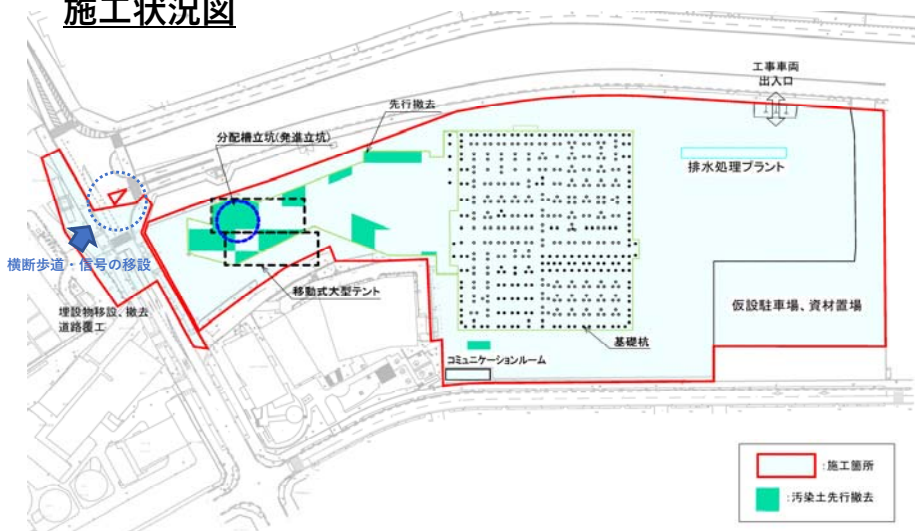 施工状況図
工事車両
出入口
先行撤去
分配槽立坑(発進立坑)
排水処理プラント
横断歩道・信号の移設
移動式大型テント
仮設駐車場、資材置場
埋設物移設、撤去
道路覆工
基礎杭
コミュニケーションルーム
:施工箇所
:汚染土先行撤去